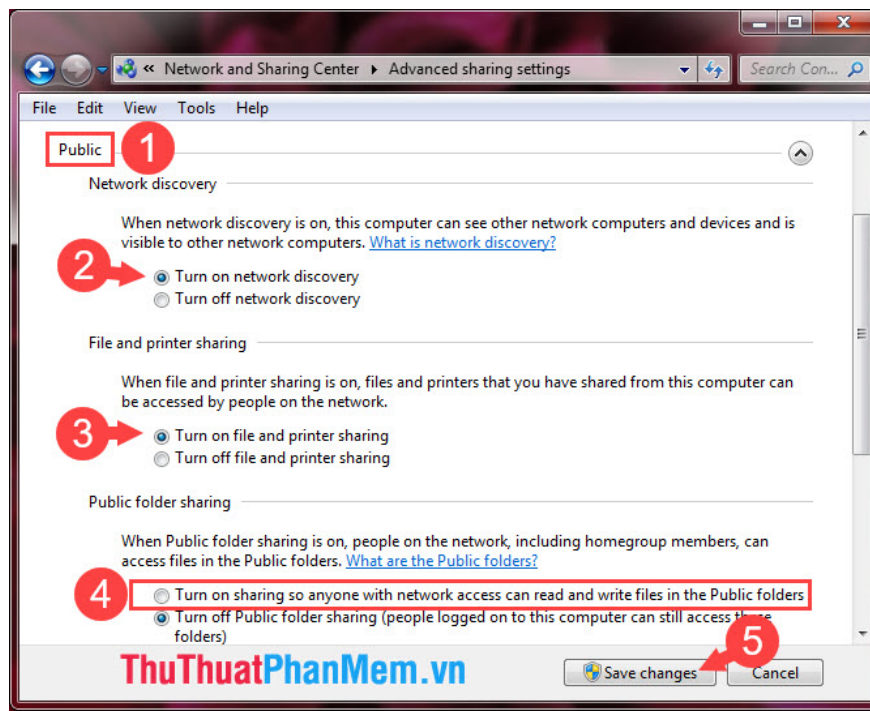 « Network and Sharing Center ▸ Advanced sharing settings Search Con...
File Edit View Tools Help
Public 1
Network discovery
When network discovery is on, this computer can see other network computers and devices and is
visible to other network computers. What is network discovery?
2 Turn on network discovery
Turn off network discovery
File and printer sharing
When file and printer sharing is on, files and printers that you have shared from this computer can
be accessed by people on the network.
3 Turn on file and printer sharing
Turn off file and printer sharing
Public folder sharing
When Public folder sharing is on, people on the network, including homegroup members, can
access files in the Public folders. What are the Public folders?
4 Turn on sharing so anyone with network access can read and write files in the Public folders
Turn off Public folder sharing (people logged on to this computer can still access these
folders)
5
ThuThuatPhanMem.vn Save changes Cancel